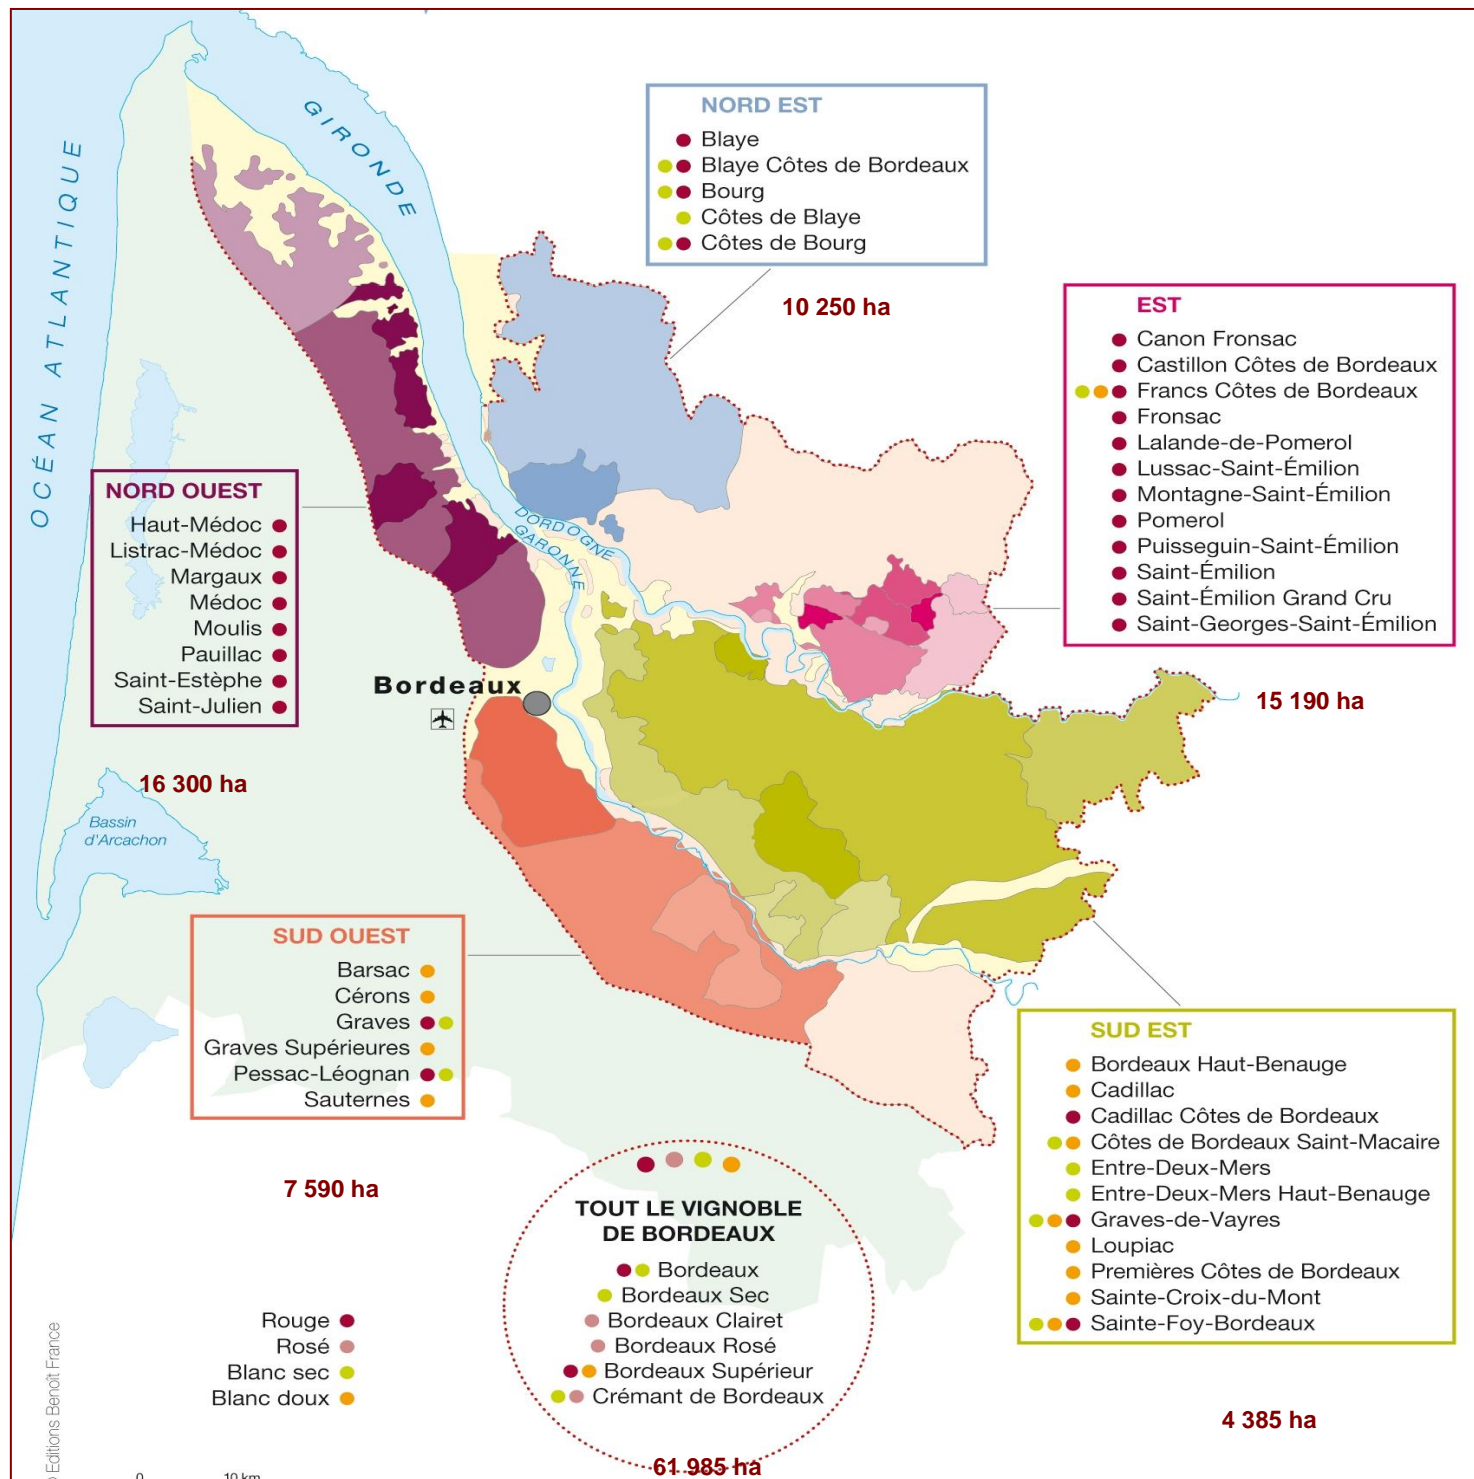 OCÉAN ATLANTIQUE
GIRONDE
NORD EST
Blaye
Blaye Côtes de Bordeaux
Bourg
Côtes de Blaye
Côtes de Bourg
10 250 ha
EST
Canon Fronsac
Castillon Côtes de Bordeaux
Francs Côtes de Bordeaux
Fronsac
Lalande-de-Pomerol
Lussac-Saint-Émilion
Montagne-Saint-Émilion
Pomerol
Puisseguin-Saint-Émilion
Saint-Émilion
Saint-Émilion Grand Cru
Saint-Georges-Saint-Émilion
15 190 ha
NORD OUEST
Haut-Médoc
Listrac-Médoc
Margaux
Médoc
Moulis
Pauillac
Saint-Estèphe
Saint-Julien
16 300 ha
DORDOGNE
GARONNE
Bordeaux
Bassin
d'Arcachon
SUD OUEST
Barsac
Cérons
Graves
Graves Supérieures
Pessac-Léognan
Sauternes
7 590 ha
SUD EST
Bordeaux Haut-Benauge
Cadillac
Cadillac Côtes de Bordeaux
Côtes de Bordeaux Saint-Macaire
Entre-Deux-Mers
Entre-Deux-Mers Haut-Benauge
Graves-de-Vayres
Loupiac
Premières Côtes de Bordeaux
Sainte-Croix-du-Mont
Sainte-Foy-Bordeaux
4 385 ha
TOUT LE VIGNOBLE
DE BORDEAUX
Bordeaux
Bordeaux Sec
Bordeaux Clairet
Bordeaux Rosé
Bordeaux Supérieur
Crémant de Bordeaux
61 985 ha
Rouge
Rosé
Blanc sec
Blanc doux
© Editions Benoît France
0 10 km